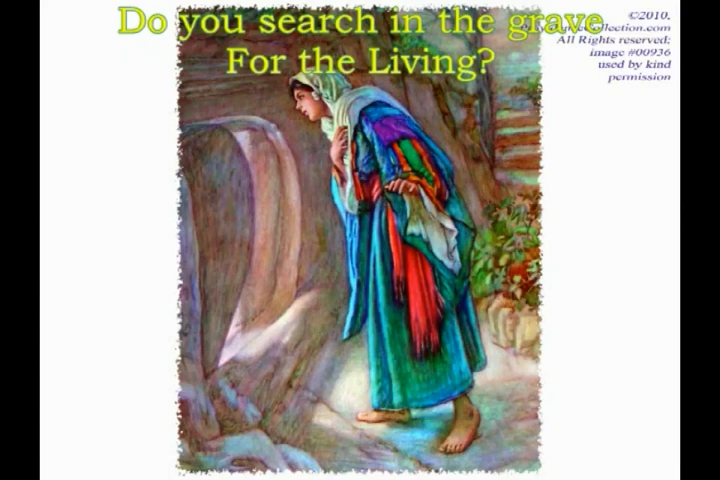 Do you search in the grave
For the Living?
©2010,
All Rights reserved;
image #00936
used by kind
permission